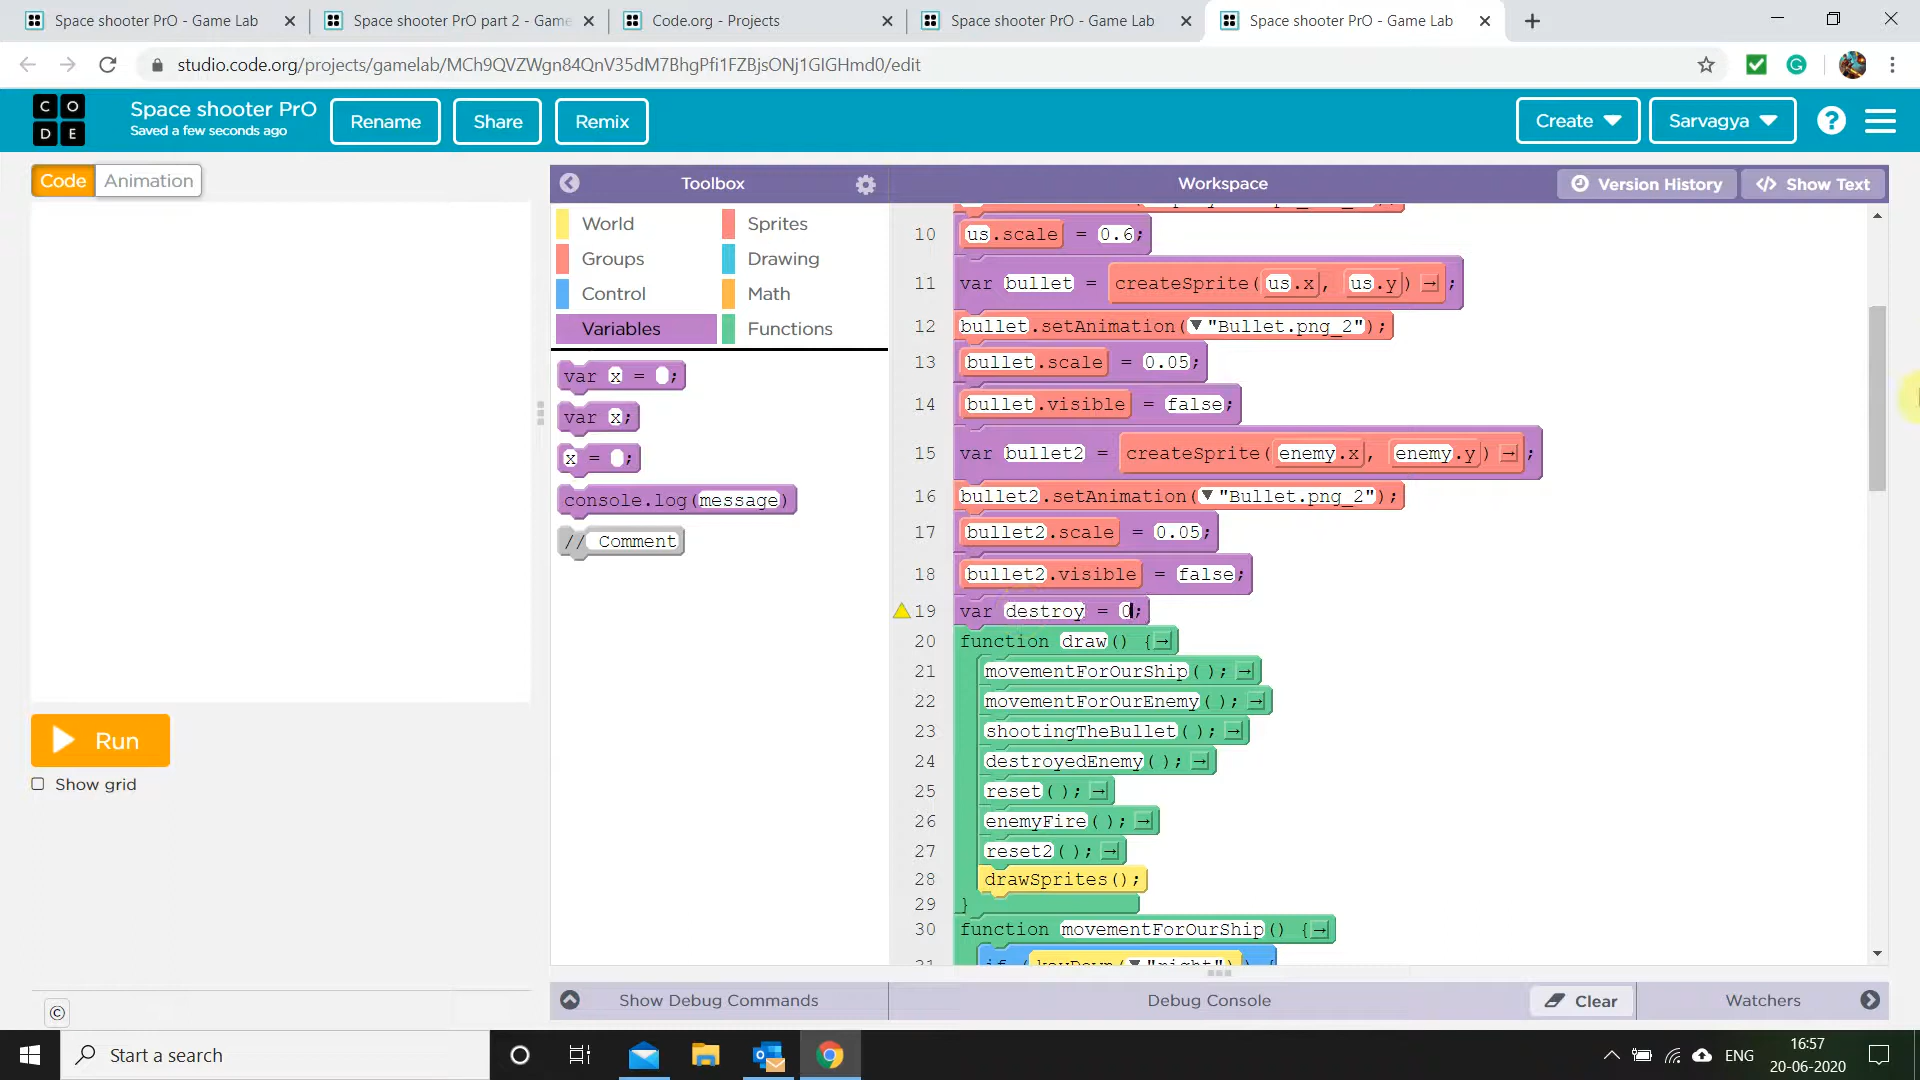 Space shooter PrO - Game Lab
Space shooter PrO part 2 - Game
Code.org - Projects
Space shooter PrO - Game Lab
Space shooter PrO - Game Lab
studio.code.org/projects/gamelab/MCh9QVZWgn84QnV35dM7BhgPfi1FZBjsONj1GIGHmd0/edit
C O D E
Space shooter PrO
Saved a few seconds ago
Rename
Share
Remix
Create
Sarvagya
?
Code
Animation
Toolbox
Workspace
Version History
Show Text
World
Sprites
Groups
Drawing
Control
Math
Variables
Functions
var x = ;
var x;
x = ;
console.log(message)
// Comment
10 us.scale = 0.6;
11 var bullet = createSprite(us.x, us.y);
12 bullet.setAnimation("Bullet.png_2");
13 bullet.scale = 0.05;
14 bullet.visible = false;
15 var bullet2 = createSprite(enemy.x, enemy.y);
16 bullet2.setAnimation("Bullet.png_2");
17 bullet2.scale = 0.05;
18 bullet2.visible = false;
19 var destroy = 0;
20 function draw() {
21 movementForOurShip();
22 movementForOurEnemy();
23 shootingTheBullet();
24 destroyedEnemy();
25 reset();
26 enemyFire();
27 reset2();
28 drawSprites();
29 }
30 function movementForOurShip() {
31 if (keyDown("right")) {
Run
Show grid
©
Show Debug Commands
Debug Console
Clear
Watchers
Start a search
ENG
16:57
20-06-2020